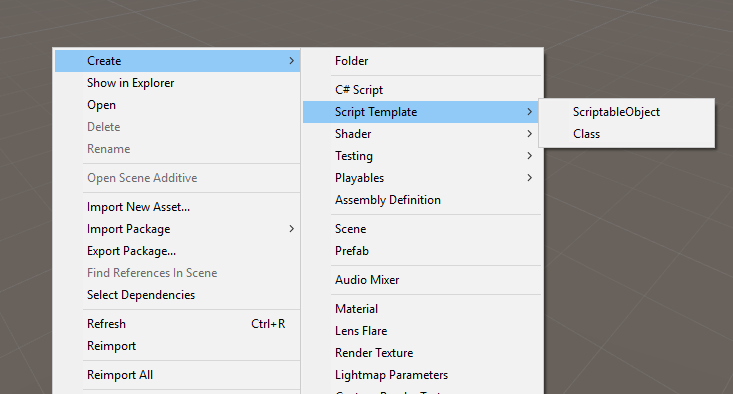 Create
Show in Explorer
Open
Delete
Rename
Open Scene Additive
Import New Asset...
Import Package
Export Package...
Find References In Scene
Select Dependencies
Refresh Ctrl+R
Reimport
Reimport All
Folder
C# Script
Script Template
Shader
Testing
Playables
Assembly Definition
Scene
Prefab
Audio Mixer
Material
Lens Flare
Render Texture
Lightmap Parameters
ScriptableObject
Class